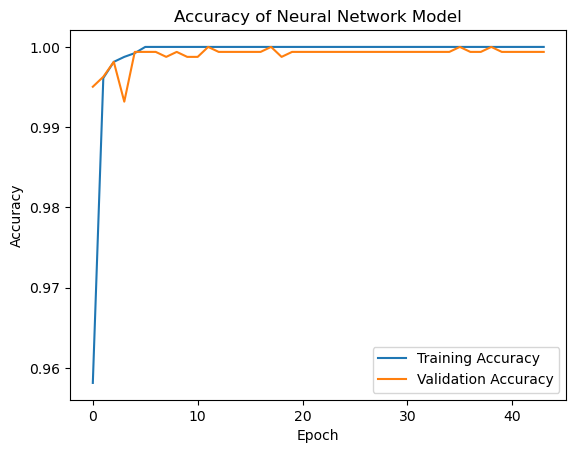 Accuracy of Neural Network Model
1.00
0.99
0.98
0.97
0.96
Accuracy
Training Accuracy
Validation Accuracy
0
10
20
30
40
Epoch